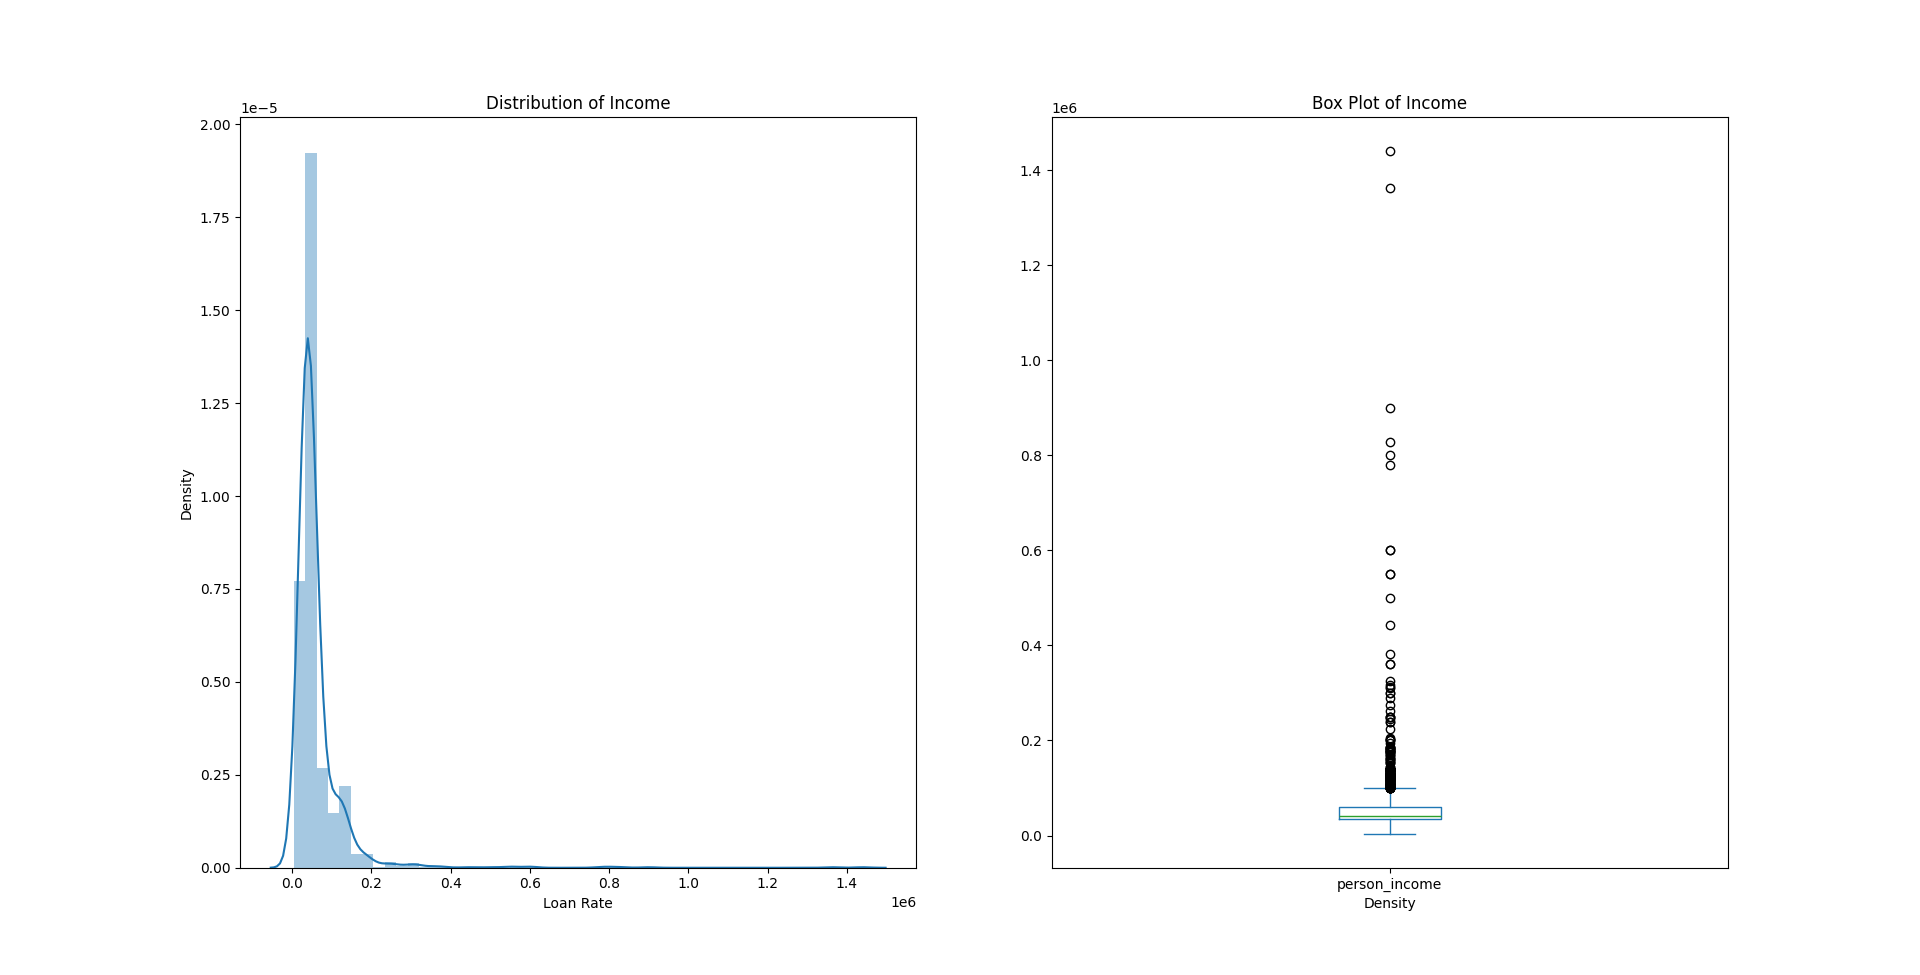 Distribution of Income
1e−5
2.00
1.75
1.50
1.25
1.00
0.75
0.50
0.25
0.00
Density
0.0 0.2 0.4 0.6 0.8 1.0 1.2 1.4
Loan Rate
1e6
Box Plot of Income
1e6
1.4
1.2
1.0
0.8
0.6
0.4
0.2
0.0
person_income
Density